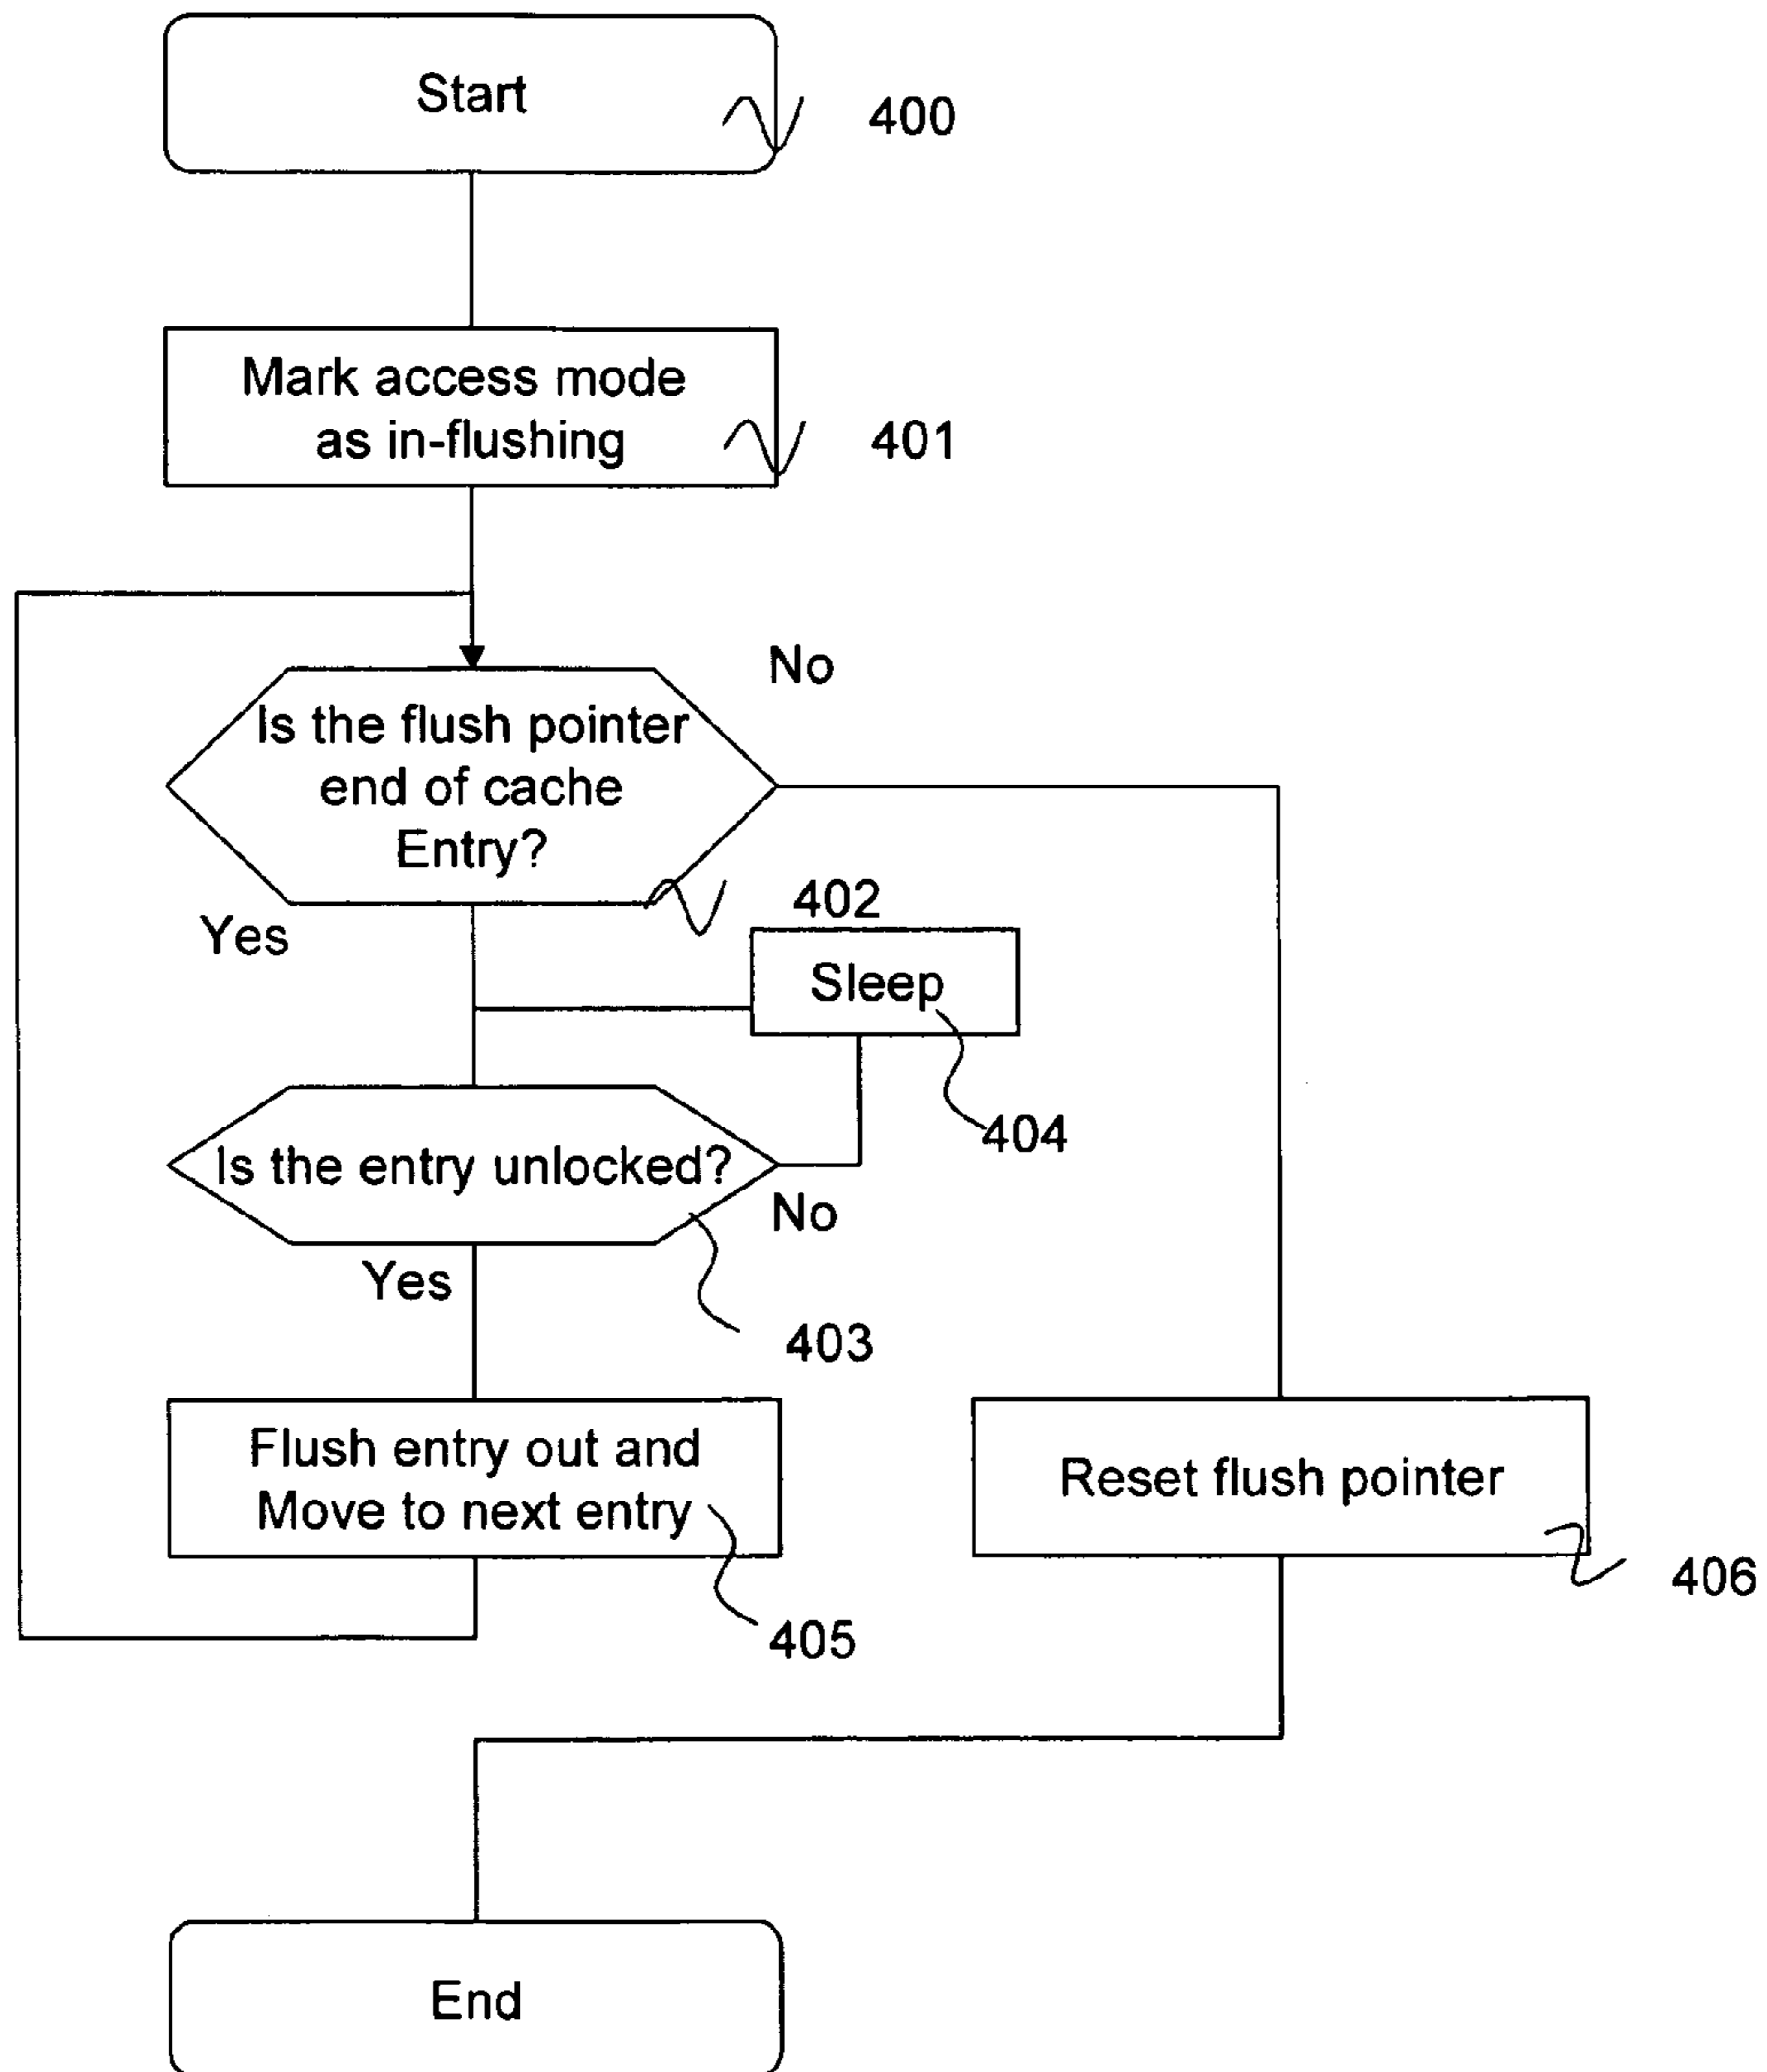 Start
400
Mark access mode
as in-flushing
401
No
Is the flush pointer
end of cache
Entry?
402
Yes
Sleep
404
Is the entry unlocked?
No
Yes
403
Flush entry out and
Move to next entry
405
Reset flush pointer
406
End